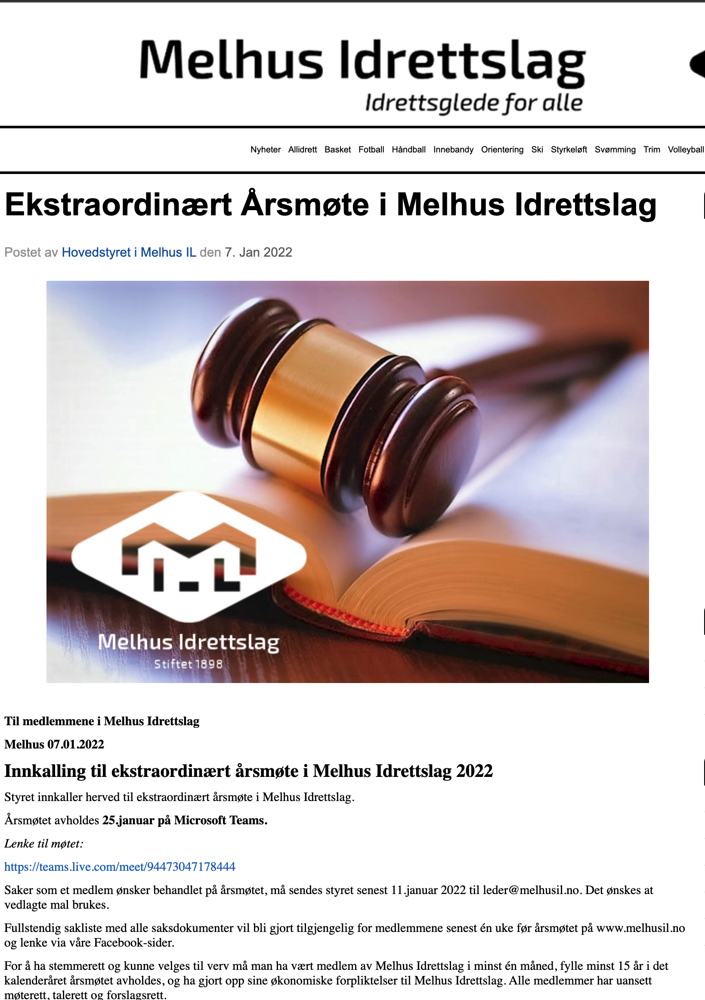 Melhus Idrettslag
Idrettsglede for alle
Nyheter Allidrett Basket Fotball Håndball Innebandy Orientering Ski Styrkeløft Svømming Trim Volleyball
Ekstraordinært Årsmøte i Melhus Idrettslag
Postet av Hovedstyret i Melhus IL den 7. Jan 2022
Melhus Idrettslag
Stiftet 1898
Til medlemmene i Melhus Idrettslag
Melhus 07.01.2022
Innkalling til ekstraordinært årsmøte i Melhus Idrettslag 2022
Styret innkaller herved til ekstraordinært årsmøte i Melhus Idrettslag.
Årsmøtet avholdes 25.januar på Microsoft Teams.
Lenke til møtet:
https://teams.live.com/meet/94473047178444
Saker som et medlem ønsker behandlet på årsmøtet, må sendes styret senest 11.januar 2022 til leder@melhusil.no. Det ønskes at
vedlagte mal brukes.
Fullstendig sakliste med alle saksdokumenter vil bli gjort tilgjengelig for medlemmene senest én uke før årsmøtet på www.melhusil.no
og lenke via våre Facebook-sider.
For å ha stemmerett og kunne velges til verv må man ha vært medlem av Melhus Idrettslag i minst én måned, fylle minst 15 år i det
kalenderåret årsmøtet avholdes, og ha gjort opp sine økonomiske forpliktelser til Melhus Idrettslag. Alle medlemmer har uansett
møterett, talerett og forslagsrett.